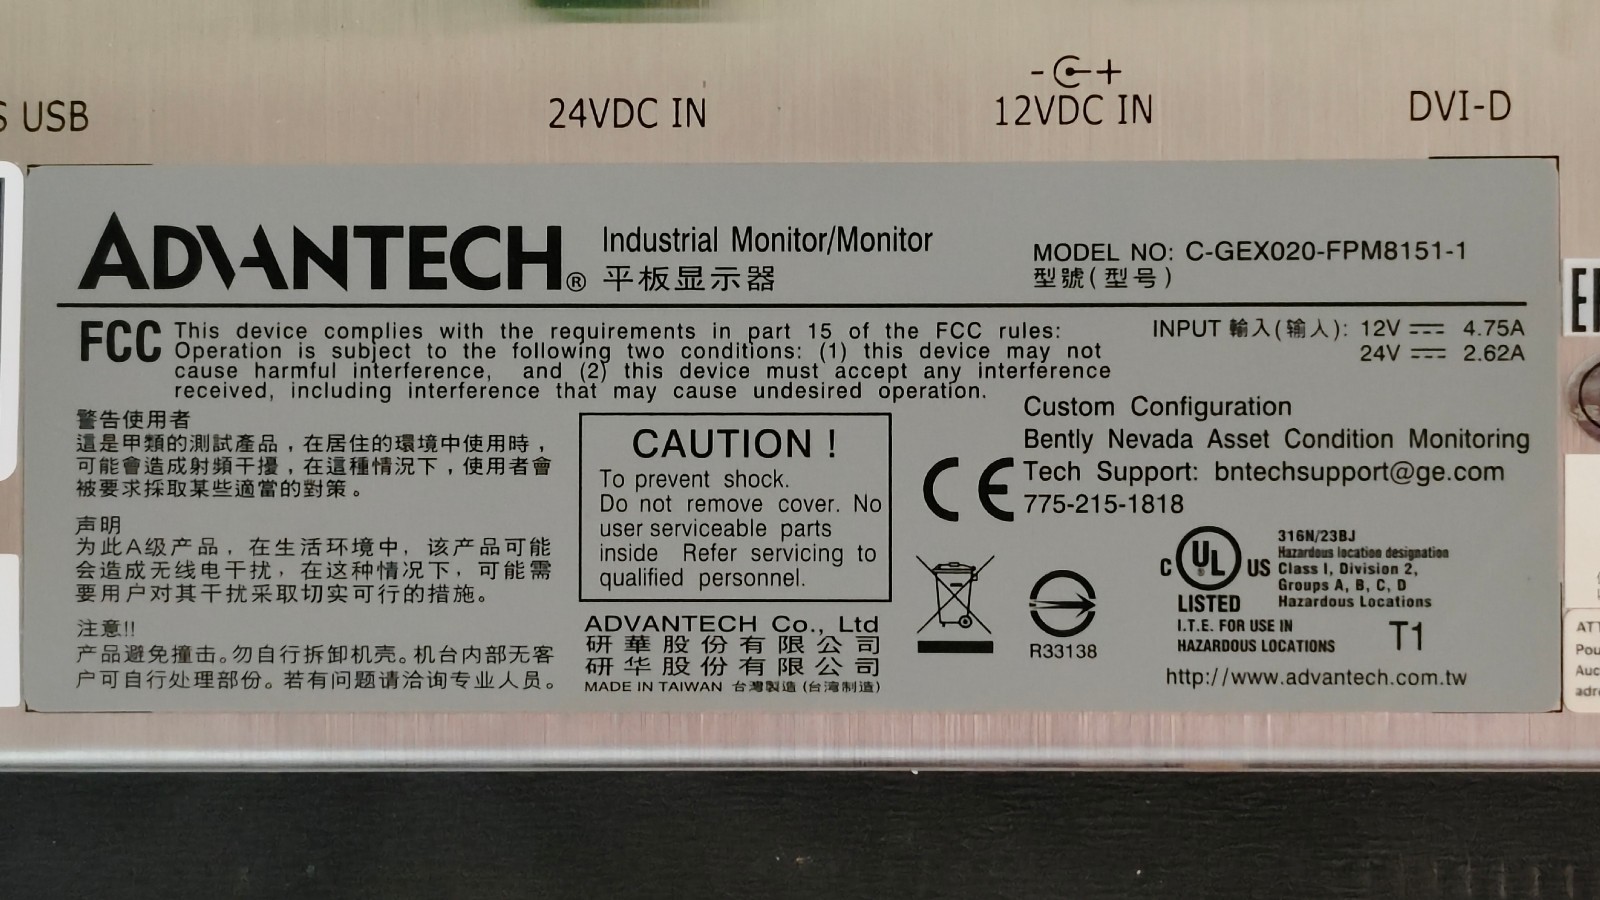 USB
24VDC IN
- +
12VDC IN
DVI-D
ADVANTECH®
Industrial Monitor/Monitor
平板显示器
MODEL NO: C-GEX020-FPM8151-1
型號(型号)
FCC This device complies with the requirements in part 15 of the FCC rules:
Operation is subject to the following two conditions: (1) this device may not
cause harmful interference, and (2) this device must accept any interference
received, including interference that may cause undesired operation.
INPUT 輸入(输入): 12V ⎓ 4.75A
24V ⎓ 2.62A
警告使用者
這是甲類的測試產品，在居住的環境中使用時，
可能會造成射頻干擾，在這種情況下，使用者會
被要求採取某些適當的對策。
声明
为此A级产品，在生活环境中，该产品可能
会造成无线电干扰，在这种情况下，可能需
要用户对其干扰采取切实可行的措施。
注意!!
产品避免撞击。勿自行拆卸机壳。机台内部无客
户可自行处理部份。若有问题请洽询专业人员。
CAUTION !
To prevent shock.
Do not remove cover. No
user serviceable parts
inside Refer servicing to
qualified personnel.
ADVANTECH Co., Ltd
研華股份有限公司
研华股份有限公司
MADE IN TAIWAN 台灣製造 (台湾制造)
Custom Configuration
Bently Nevada Asset Condition Monitoring
CE Tech Support: bntechsupport@ge.com
775-215-1818
R33138
C UL® US
LISTED
316N/23BJ
Hazardous location designation
Class I, Division 2,
Groups A, B, C, D
Hazardous Locations
I.T.E. FOR USE IN
HAZARDOUS LOCATIONS
T1
http://www.advantech.com.tw
ATT
Pou
Auc
adr